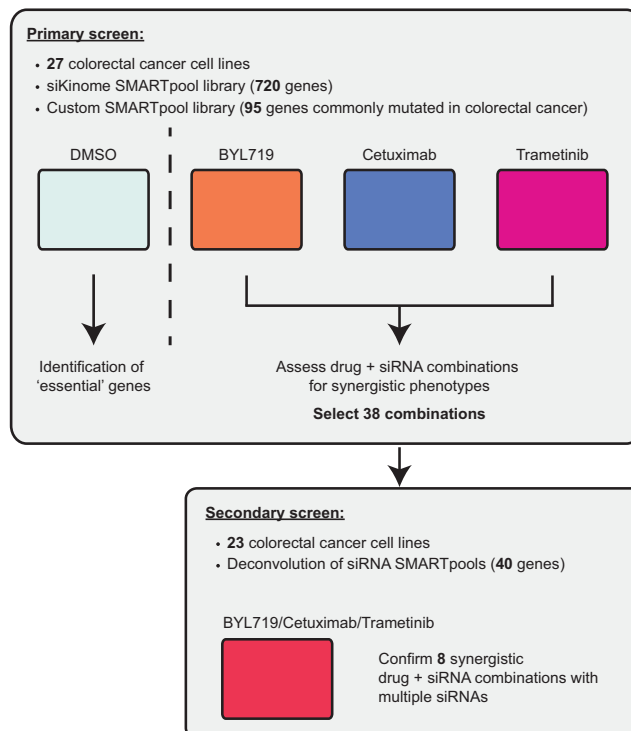 Primary screen:
• 27 colorectal cancer cell lines
• siKinome SMARTpool library (720 genes)
• Custom SMARTpool library (95 genes commonly mutated in colorectal cancer)
DMSO
BYL719
Cetuximab
Trametinib
Identification of
'essential' genes
Assess drug + siRNA combinations
for synergistic phenotypes
Select 38 combinations
Secondary screen:
• 23 colorectal cancer cell lines
• Deconvolution of siRNA SMARTpools (40 genes)
BYL719/Cetuximab/Trametinib
Confirm 8 synergistic
drug + siRNA combinations with
multiple siRNAs